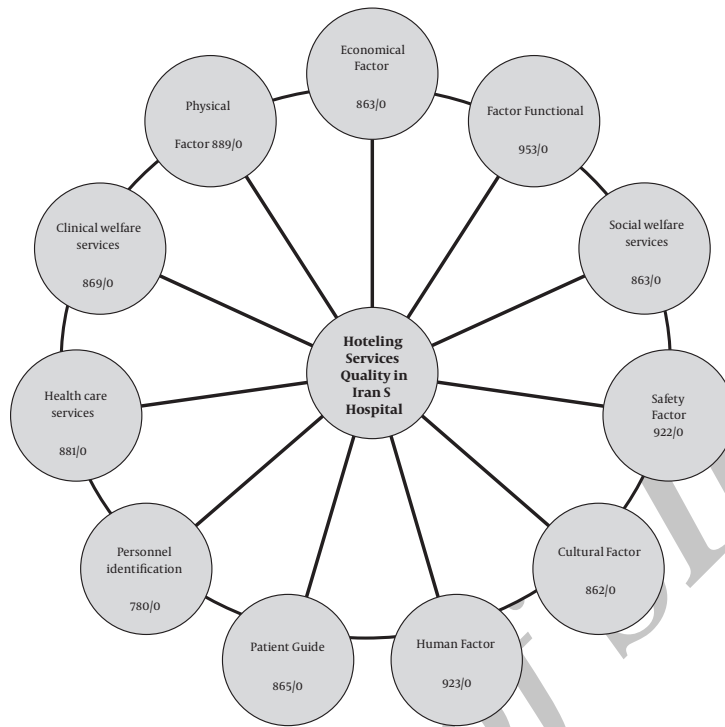 Economical
Factor
863/0
Factor Functional
953/0
Social welfare
services
863/0
Safety
Factor
922/0
Cultural Factor
862/0
Human Factor
923/0
Patient Guide
865/0
Personnel
identification
780/0
Health care
services
881/0
Clinical welfare
services
869/0
Physical
Factor 889/0
Hoteling
Services
Quality in
Iran S
Hospital